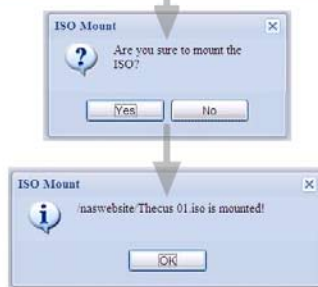 ISO Mount
Are you sure to mount the
ISO?
Yes
No
ISO Mount
/naswebsite/Thecus 01.iso is mounted!
OK